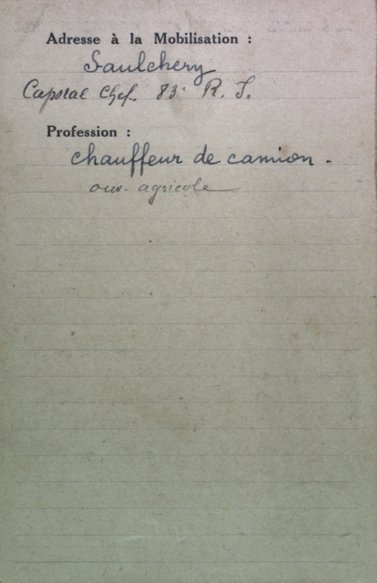 Adresse à la Mobilisation :
Saulchery
Caporal Chef. 83e R. I.
Profession :
chauffeur de camion -
ouv. agricole